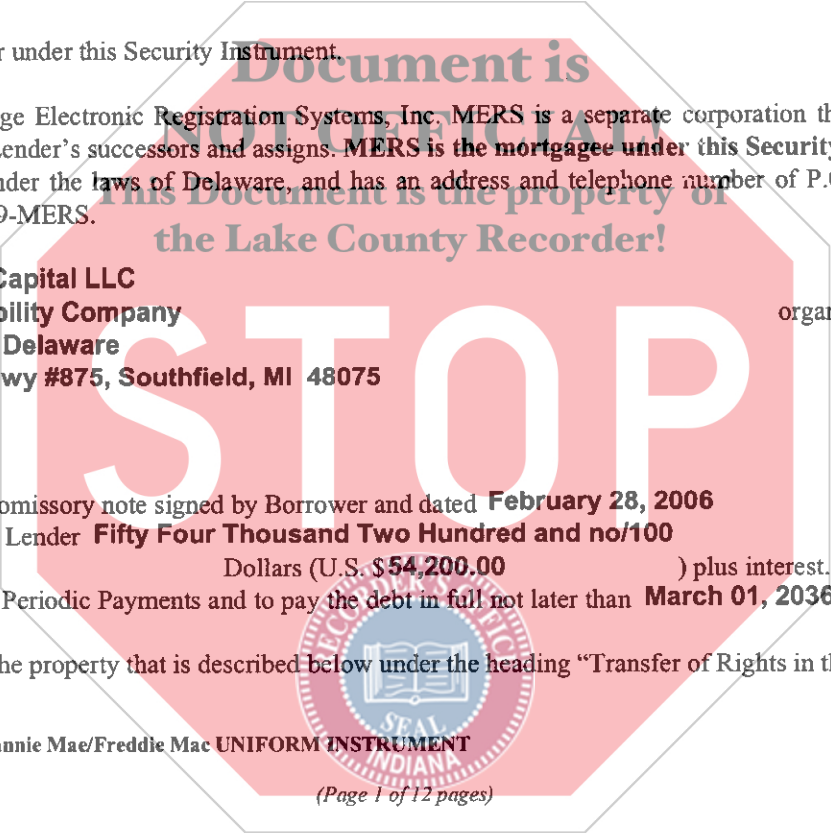 r under this Security Instrument.
Document is
ge Electronic Registration Systems, Inc. MERS is a separate corporation th
NOT OFFICIAL!
Lender's successors and assigns. MERS is the mortgagee under this Security
nder the laws of Delaware, and has an address and telephone number of P.O
This Document is the property of
9-MERS.
the Lake County Recorder!
Capital LLC
bility Company organ
Delaware
wy #875, Southfield, MI 48075
STOP
omissory note signed by Borrower and dated February 28, 2006
Lender Fifty Four Thousand Two Hundred and no/100
Dollars (U.S. $54,200.00 ) plus interest.
Periodic Payments and to pay the debt in full not later than March 01, 2036
he property that is described below under the heading “Transfer of Rights in th
RECORDER'S OFFICE
SEAL
INDIANA
annie Mae/Freddie Mac UNIFORM INSTRUMENT
(Page 1 of 12 pages)